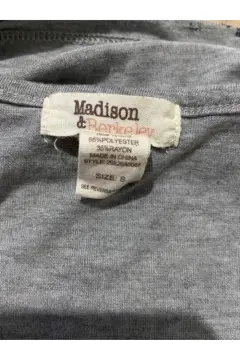 Madison
& Berkeley
65%POLYESTER
35%RAYON
MADE IN CHINA
SIZE: S